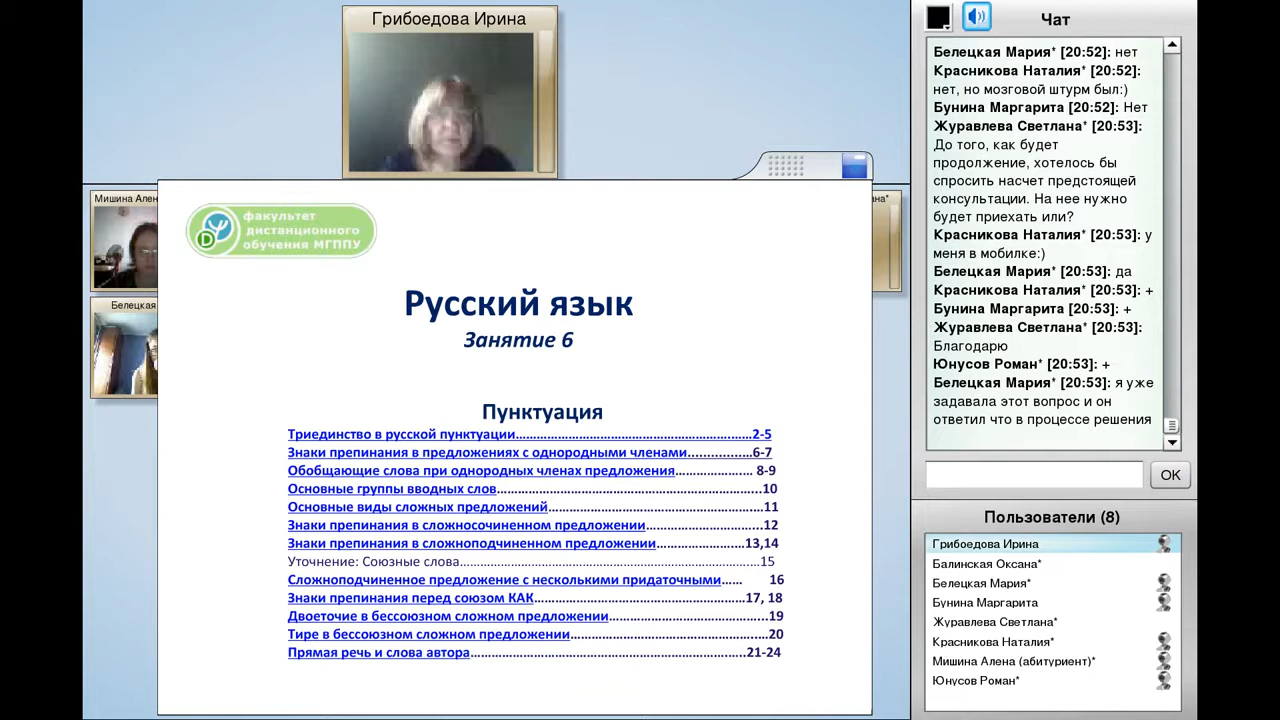 Грибоедова Ирина
Мишина Ален
ана*
Белецкая
факультет
дистанционного
обучения МГППУ
Русский язык
Занятие 6
Пунктуация
Триединство в русской пунктуации……………………………………………….……2-5
Знаки препинания в предложениях с однородными членами..............…6-7
Обобщающие слова при однородных членах предложения……………….… 8-9
Основные группы вводных слов……………………………………………………...10
Основные виды сложных предложений……………………………………………….11
Знаки препинания в сложносочиненном предложении…………………………...12
Знаки препинания в сложноподчиненном предложении…………………….13,14
Уточнение: Союзные слова……………………………………………………………...15
Сложноподчиненное предложение с несколькими придаточными…… 16
Знаки препинания перед союзом КАК…………………………………………….17, 18
Двоеточие в бессоюзном сложном предложении………………………………...19
Тире в бессоюзном сложном предложении………………………………………..20
Прямая речь и слова автора…………………………………………………………..21-24
Чат
Белецкая Мария* [20:52]: нет
Красникова Наталия* [20:52]:
нет, но мозговой штурм был:)
Бунина Маргарита [20:52]: Нет
Журавлева Светлана* [20:53]:
До того, как будет
продолжение, хотелось бы
спросить насчет предстоящей
консультации. На нее нужно
будет приехать или?
Красникова Наталия* [20:53]: у
меня в мобилке:)
Белецкая Мария* [20:53]: да
Красникова Наталия* [20:53]: +
Бунина Маргарита [20:53]: +
Журавлева Светлана* [20:53]:
Благодарю
Юнусов Роман* [20:53]: +
Белецкая Мария* [20:53]: я уже
задавала этот вопрос и он
ответил что в процессе решения
OK
Пользователи (8)
Грибоедова Ирина
Балинская Оксана*
Белецкая Мария*
Бунина Маргарита
Журавлева Светлана*
Красникова Наталия*
Мишина Алена (абитуриент)*
Юнусов Роман*